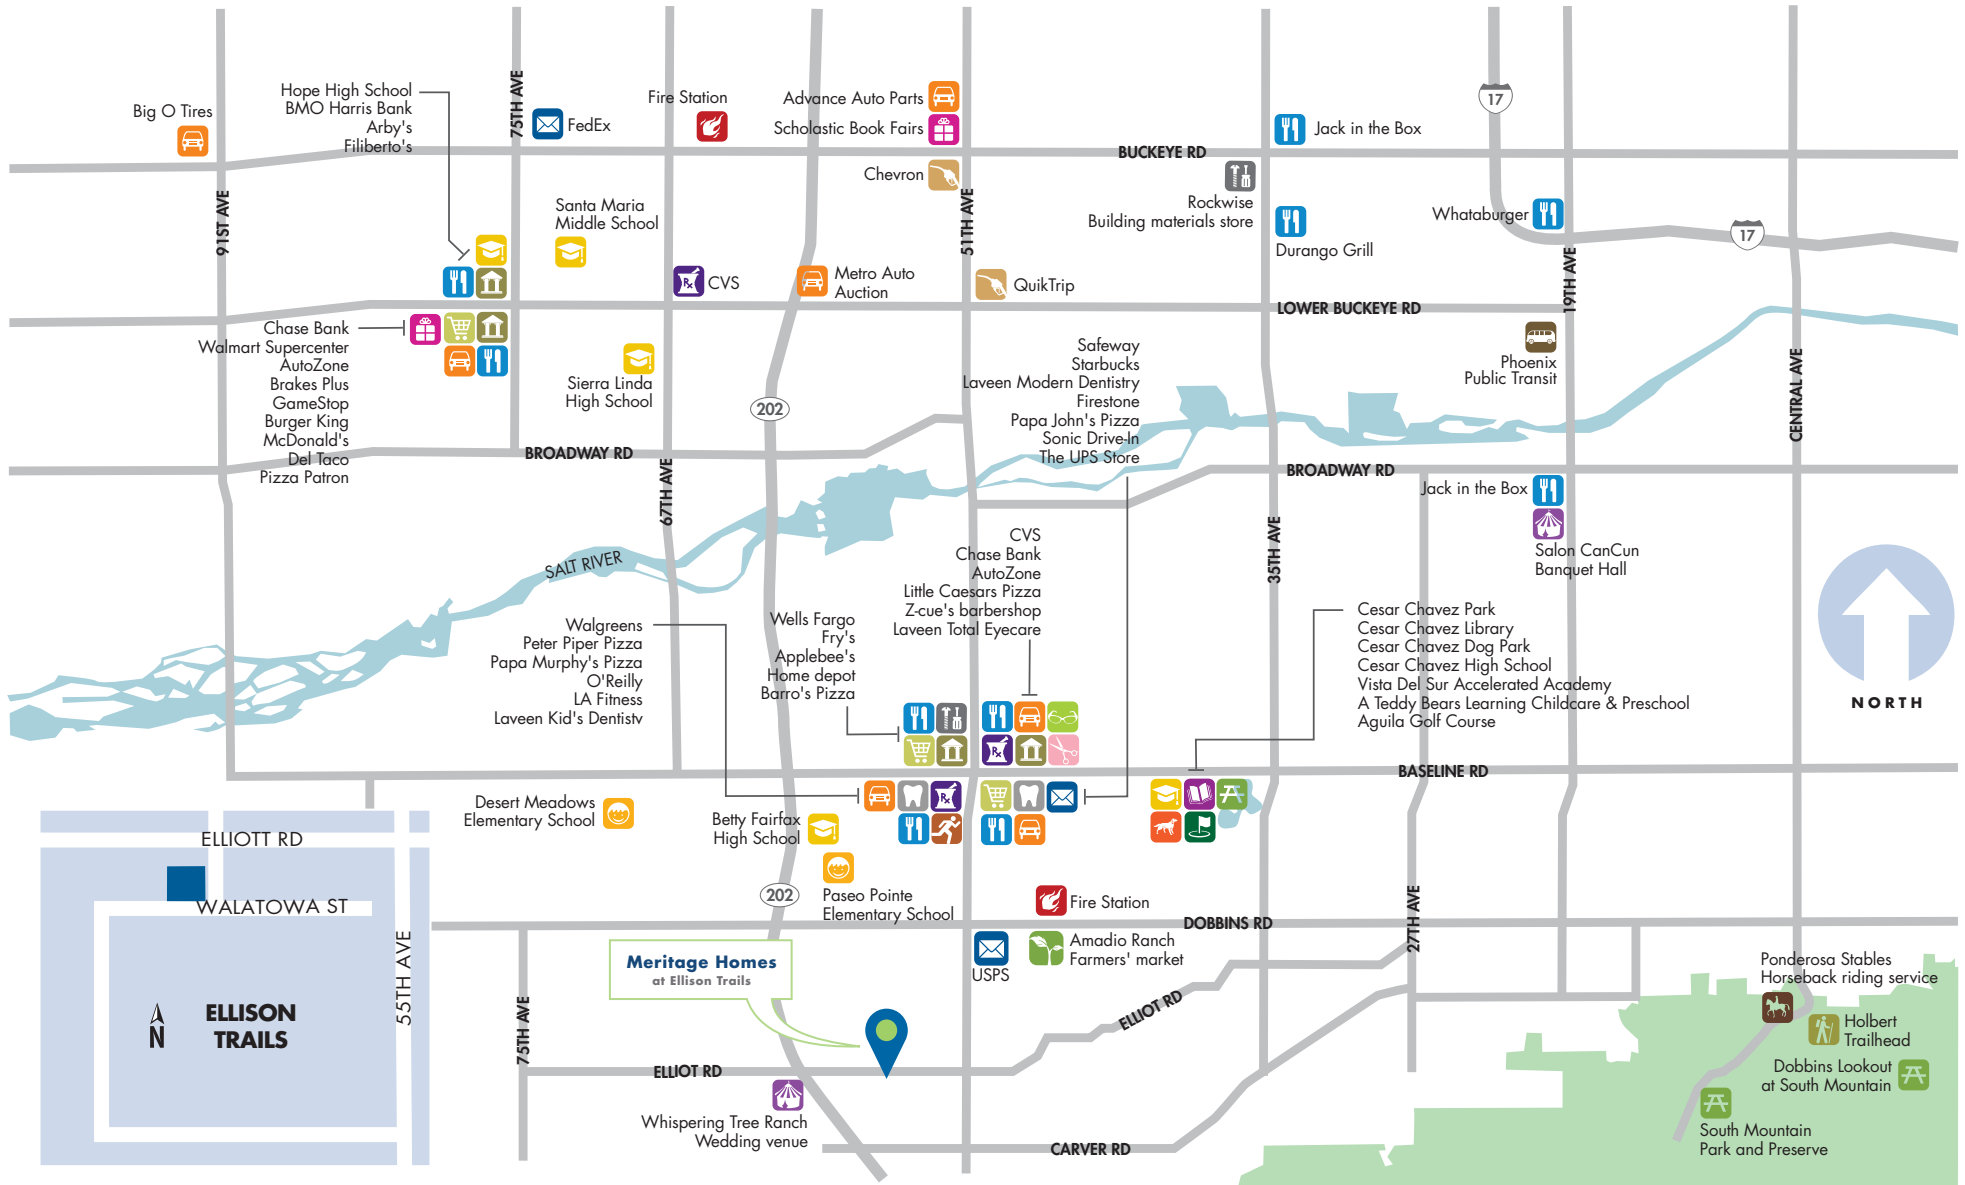 Big O Tires
Hope High School
BMO Harris Bank
Arby's
Filiberto's
75TH AVE
FedEx
Fire Station
Advance Auto Parts
Scholastic Book Fairs
Chevron
BUCKEYE RD
Jack in the Box
17
Rockwise
Building materials store
Durango Grill
Whataburger
17
91ST AVE
Santa Maria
Middle School
CVS
Metro Auto
Auction
51TH AVE
QuikTrip
LOWER BUCKEYE RD
19TH AVE
Chase Bank
Walmart Supercenter
AutoZone
Brakes Plus
GameStop
Burger King
McDonald's
Del Taco
Pizza Patron
Sierra Linda
High School
202
Safeway
Starbucks
Laveen Modern Dentistry
Firestone
Papa John's Pizza
Sonic Drive-In
The UPS Store
Phoenix
Public Transit
CENTRAL AVE
BROADWAY RD
BROADWAY RD
67TH AVE
Jack in the Box
Salon CanCun
Banquet Hall
35TH AVE
SALT RIVER
CVS
Chase Bank
AutoZone
Little Caesars Pizza
Z-cue's barbershop
Laveen Total Eyecare
Wells Fargo
Fry's
Applebee's
Home depot
Barro's Pizza
Walgreens
Peter Piper Pizza
Papa Murphy's Pizza
O'Reilly
LA Fitness
Laveen Kid's Dentistv
Cesar Chavez Park
Cesar Chavez Library
Cesar Chavez Dog Park
Cesar Chavez High School
Vista Del Sur Accelerated Academy
A Teddy Bears Learning Childcare & Preschool
Aguila Golf Course
NORTH
BASELINE RD
Rx
Rx
Rx
Desert Meadows
Elementary School
Betty Fairfax
High School
Paseo Pointe
Elementary School
202
Fire Station
DOBBINS RD
27TH AVE
USPS
Amadio Ranch
Farmers' market
ELLIOTT RD
WALATOWA ST
55TH AVE
N
ELLISON
TRAILS
Meritage Homes
at Ellison Trails
75TH AVE
ELLIOT RD
ELLIOT RD
Whispering Tree Ranch
Wedding venue
CARVER RD
Ponderosa Stables
Horseback riding service
Holbert
Trailhead
Dobbins Lookout
at South Mountain
South Mountain
Park and Preserve